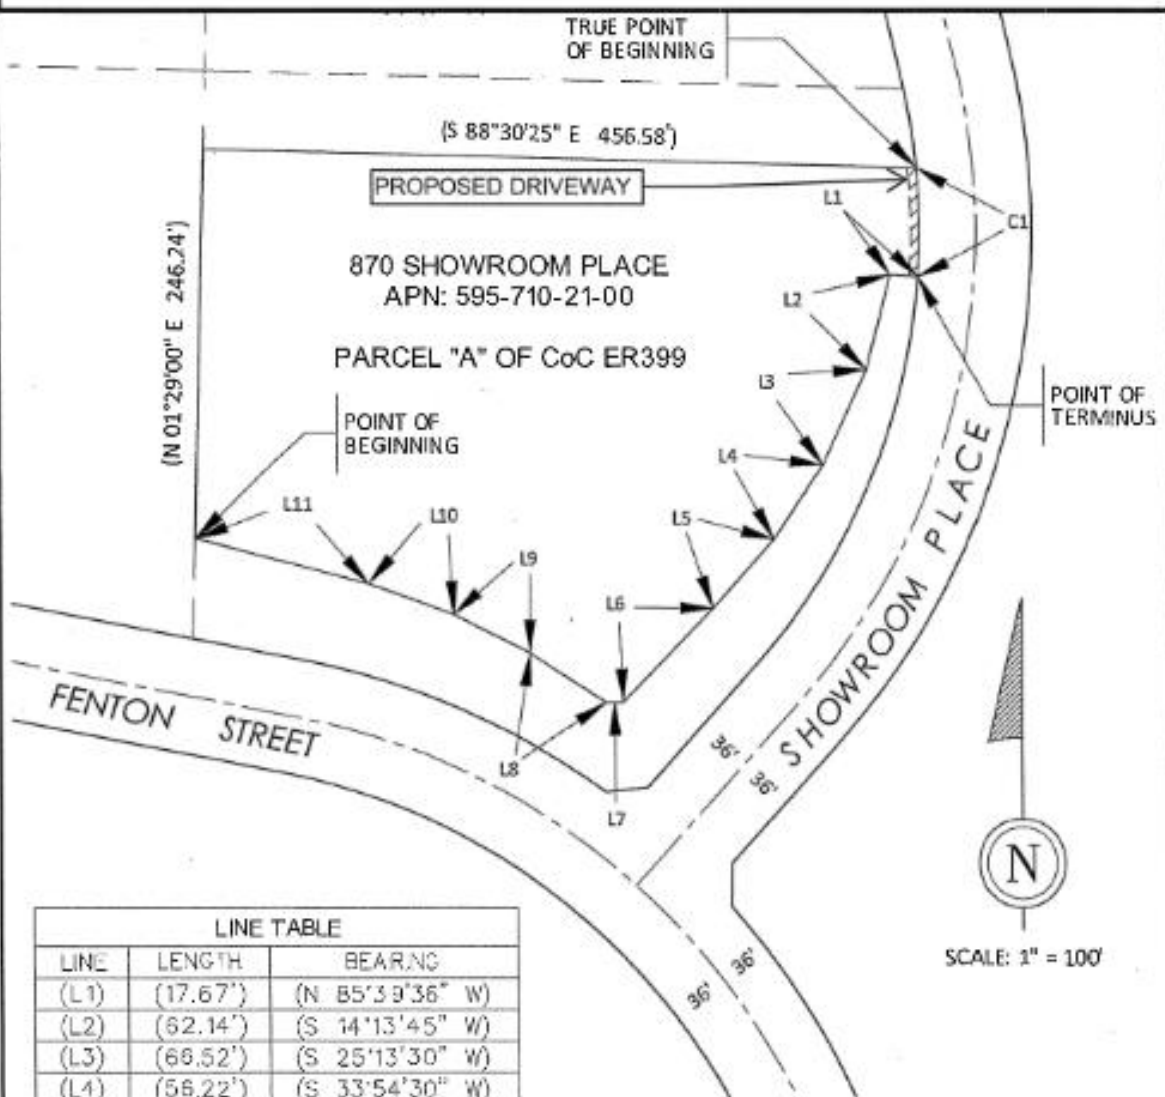 TRUE POINT
OF BEGINNING
(S 88°30'25" E 456.58')
PROPOSED DRIVEWAY
L1
C1
(N 01°29'00" E 246.24')
870 SHOWROOM PLACE
APN: 595-710-21-00
L2
PARCEL "A" OF CoC ER399
L3
POINT OF
TERMINUS
POINT OF
BEGINNING
L4
L11
L10
L5
L9
L6
SHOWROOM PLACE
FENTON STREET
36'
36'
L8
L7
N
SCALE: 1" = 100'
36'
36'
LINE TABLE
LINE LENGTH BEARING
(L1) (17.67') (N 85°39'36" W)
(L2) (62.14') (S 14°13'45" W)
(L3) (66.52') (S 25°13'30" W)
(L4) (56.22') (S 33°54'30" W)